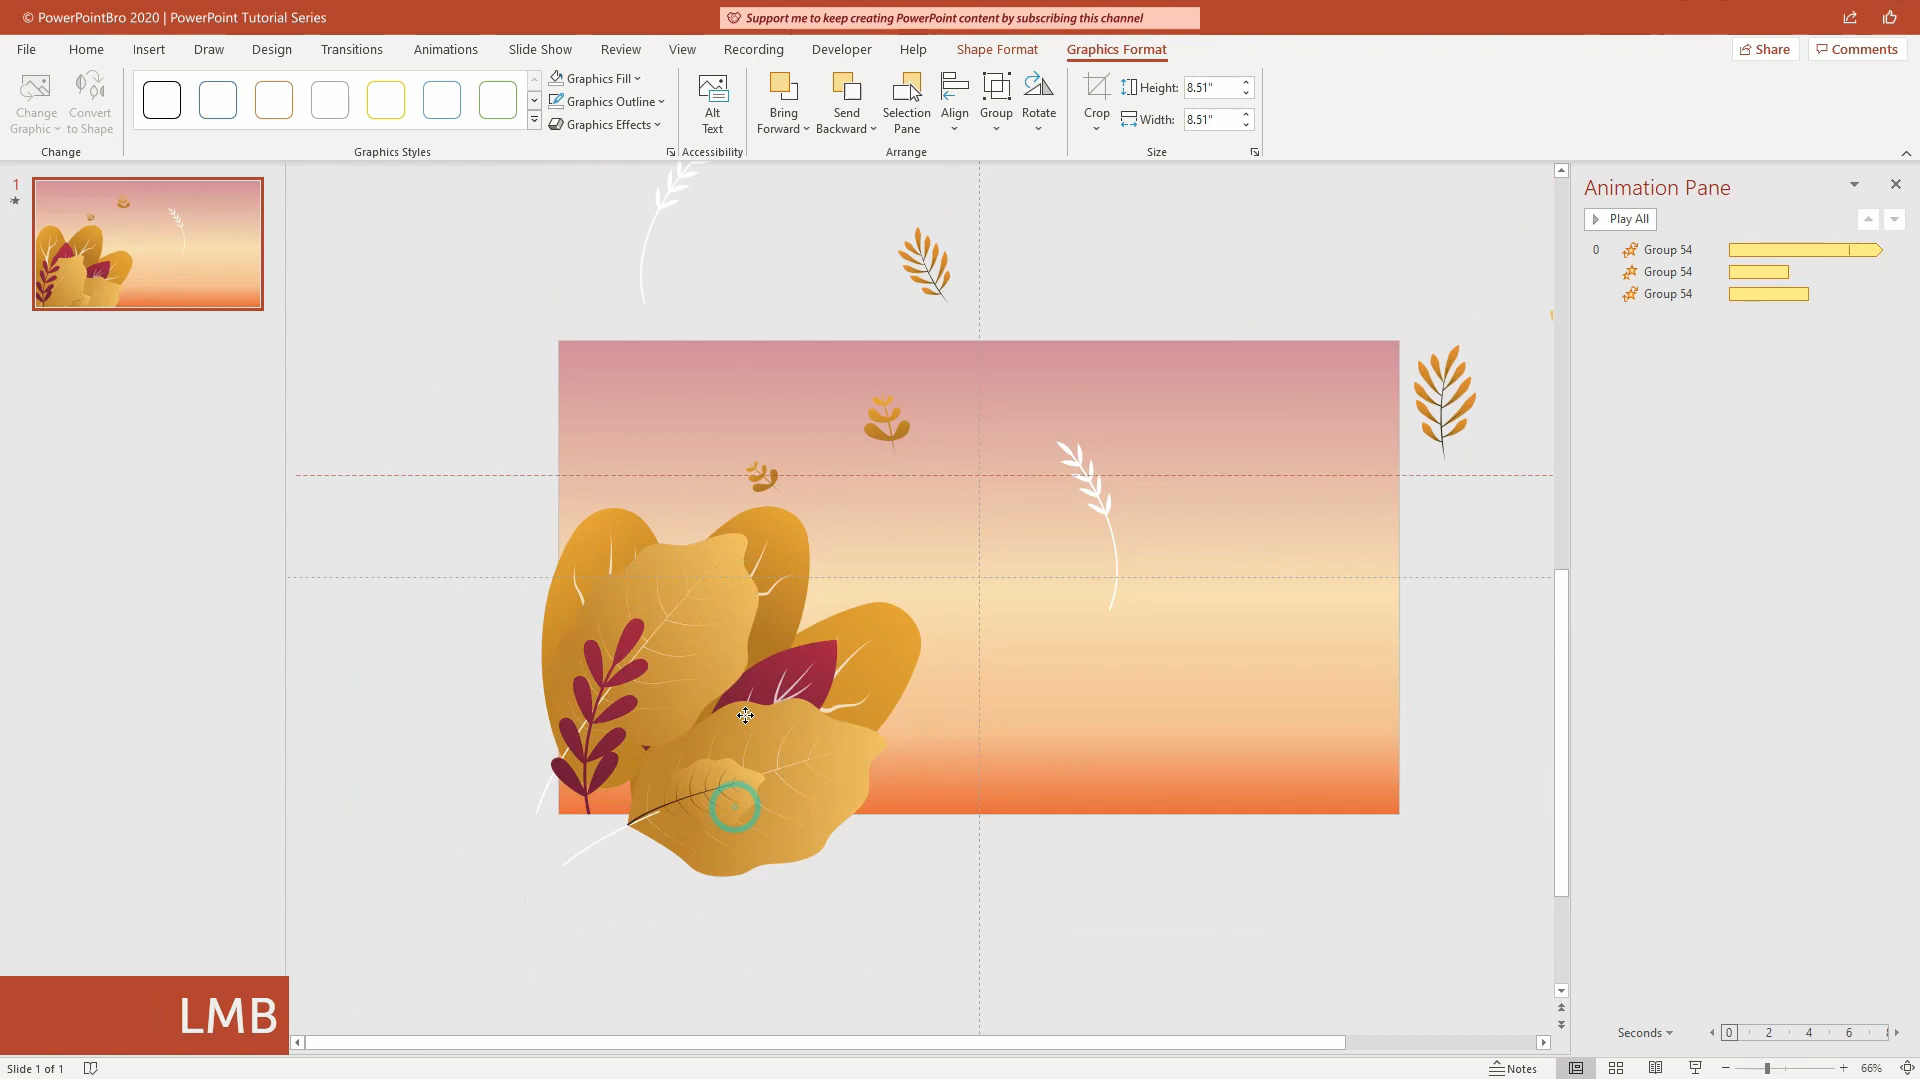 © PowerPointBro 2020 | PowerPoint Tutorial Series
Support me to keep creating PowerPoint content by subscribing this channel
File Home Insert Draw Design Transitions Animations Slide Show Review View Recording Developer Help Shape Format Graphics Format Share Comments
Change Graphic
Convert to Shape
Change
Graphics Fill
Graphics Outline
Graphics Effects
Graphics Styles
Alt Text
Accessibility
Bring Forward
Send Backward
Selection Pane
Align
Group
Rotate
Arrange
Crop
Height: 8.51"
Width: 8.51"
Size
1
Animation Pane
Play All
0 Group 54
Group 54
Group 54
LMB
Seconds 0 2 4 6
Slide 1 of 1
Notes
66%